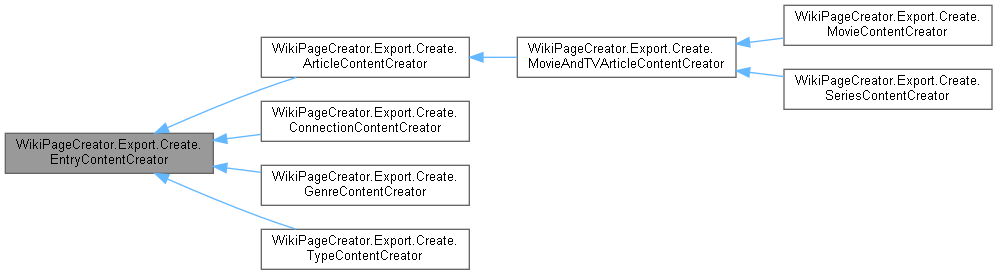 WikiPageCreator.Export.Create.
EntryContentCreator
WikiPageCreator.Export.Create.
ArticleContentCreator
WikiPageCreator.Export.Create.
ConnectionContentCreator
WikiPageCreator.Export.Create.
GenreContentCreator
WikiPageCreator.Export.Create.
TypeContentCreator
WikiPageCreator.Export.Create.
MovieAndTVArticleContentCreator
WikiPageCreator.Export.Create.
MovieContentCreator
WikiPageCreator.Export.Create.
SeriesContentCreator